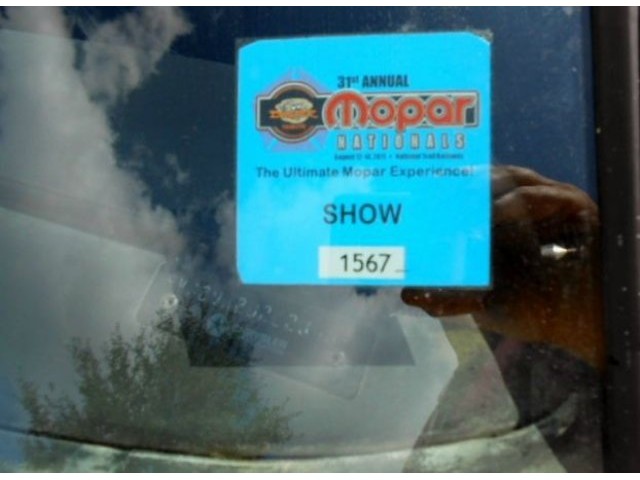 31st ANNUAL
Mopar
NATIONALS
The Ultimate Mopar Experience!
SHOW
1567